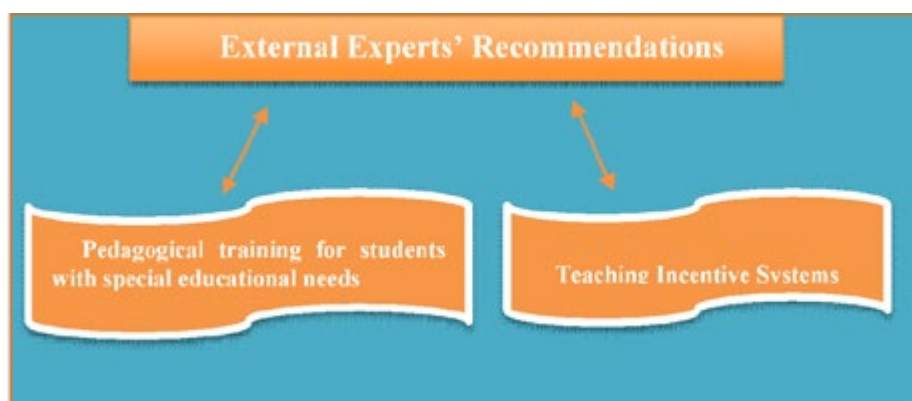 External Experts' Recommendations
Pedagogical training for students
with special educational needs
Teaching Incentive Systems